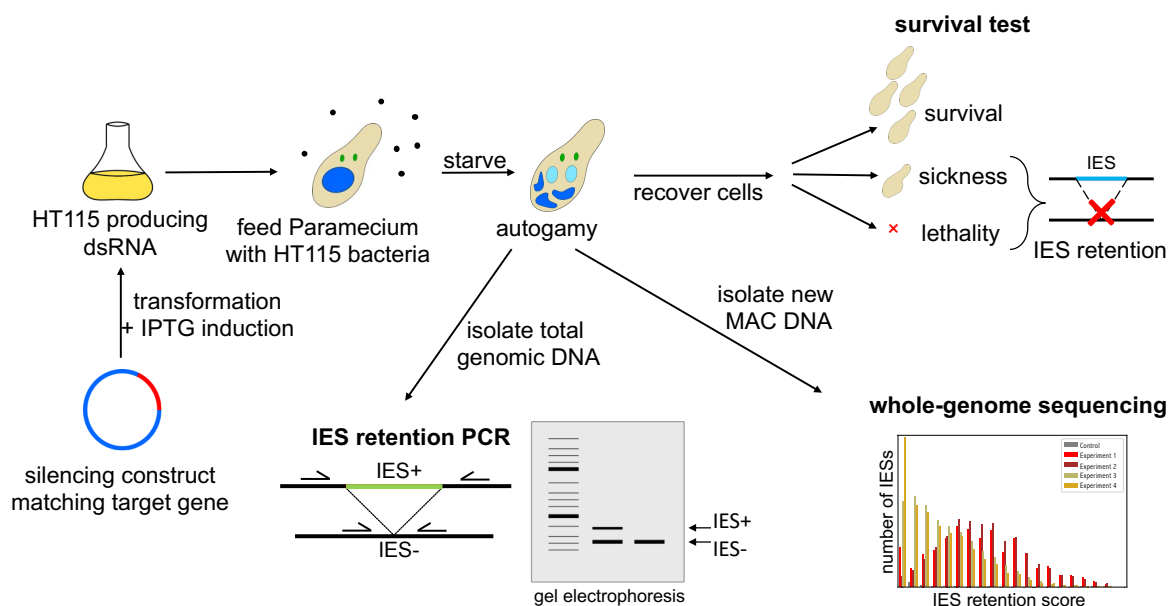 survival test
survival
sickness
lethality
IES
IES retention
HT115 producing
dsRNA
feed Paramecium
with HT115 bacteria
starve
autogamy
recover cells
transformation
+ IPTG induction
isolate total
genomic DNA
isolate new
MAC DNA
silencing construct
matching target gene
IES retention PCR
IES+
IES-
IES+
IES-
gel electrophoresis
whole-genome sequencing
Control
Experiment 1
Experiment 2
Experiment 3
Experiment 4
number of IESs
IES retention score